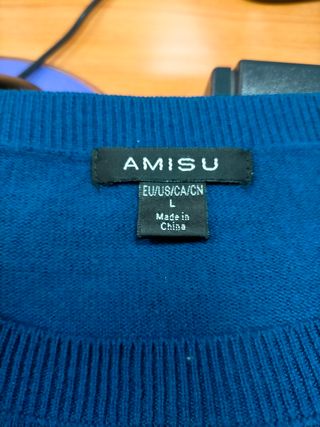 AMISU
EU/US/CA/CN
L
Made in
China